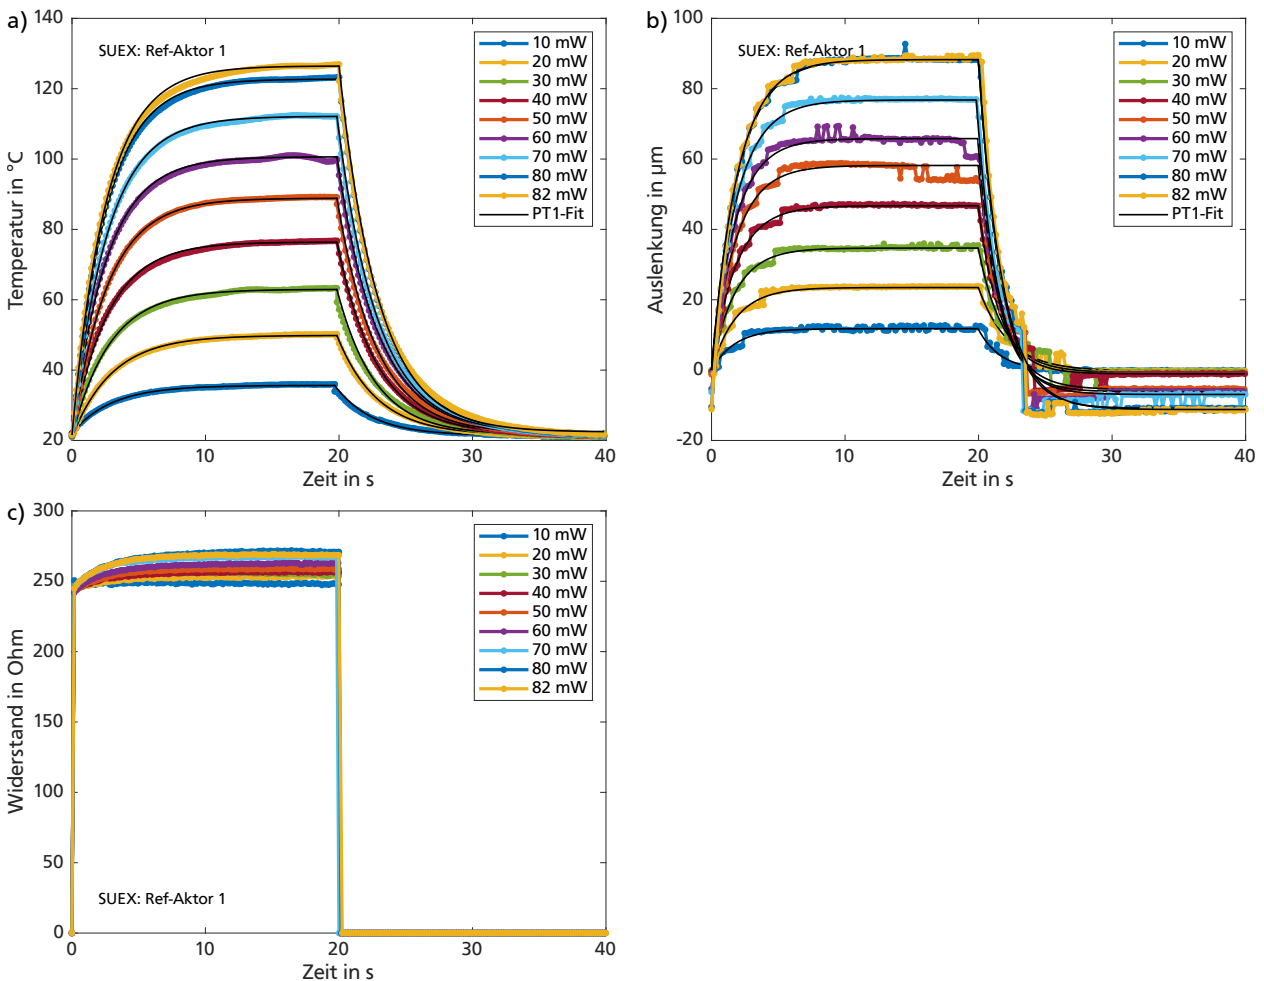 a)
140
120
100
80
60
40
20
0
10
20
30
40
Temperatur in °C
Zeit in s
SUEX: Ref-Aktor 1
10 mW
20 mW
30 mW
40 mW
50 mW
60 mW
70 mW
80 mW
82 mW
PT1-Fit
b)
100
80
60
40
20
0
-20
0
10
20
30
40
Auslenkung in µm
Zeit in s
SUEX: Ref-Aktor 1
10 mW
20 mW
30 mW
40 mW
50 mW
60 mW
70 mW
80 mW
82 mW
PT1-Fit
c)
300
250
200
150
100
50
0
0
10
20
30
40
Widerstand in Ohm
Zeit in s
SUEX: Ref-Aktor 1
10 mW
20 mW
30 mW
40 mW
50 mW
60 mW
70 mW
80 mW
82 mW